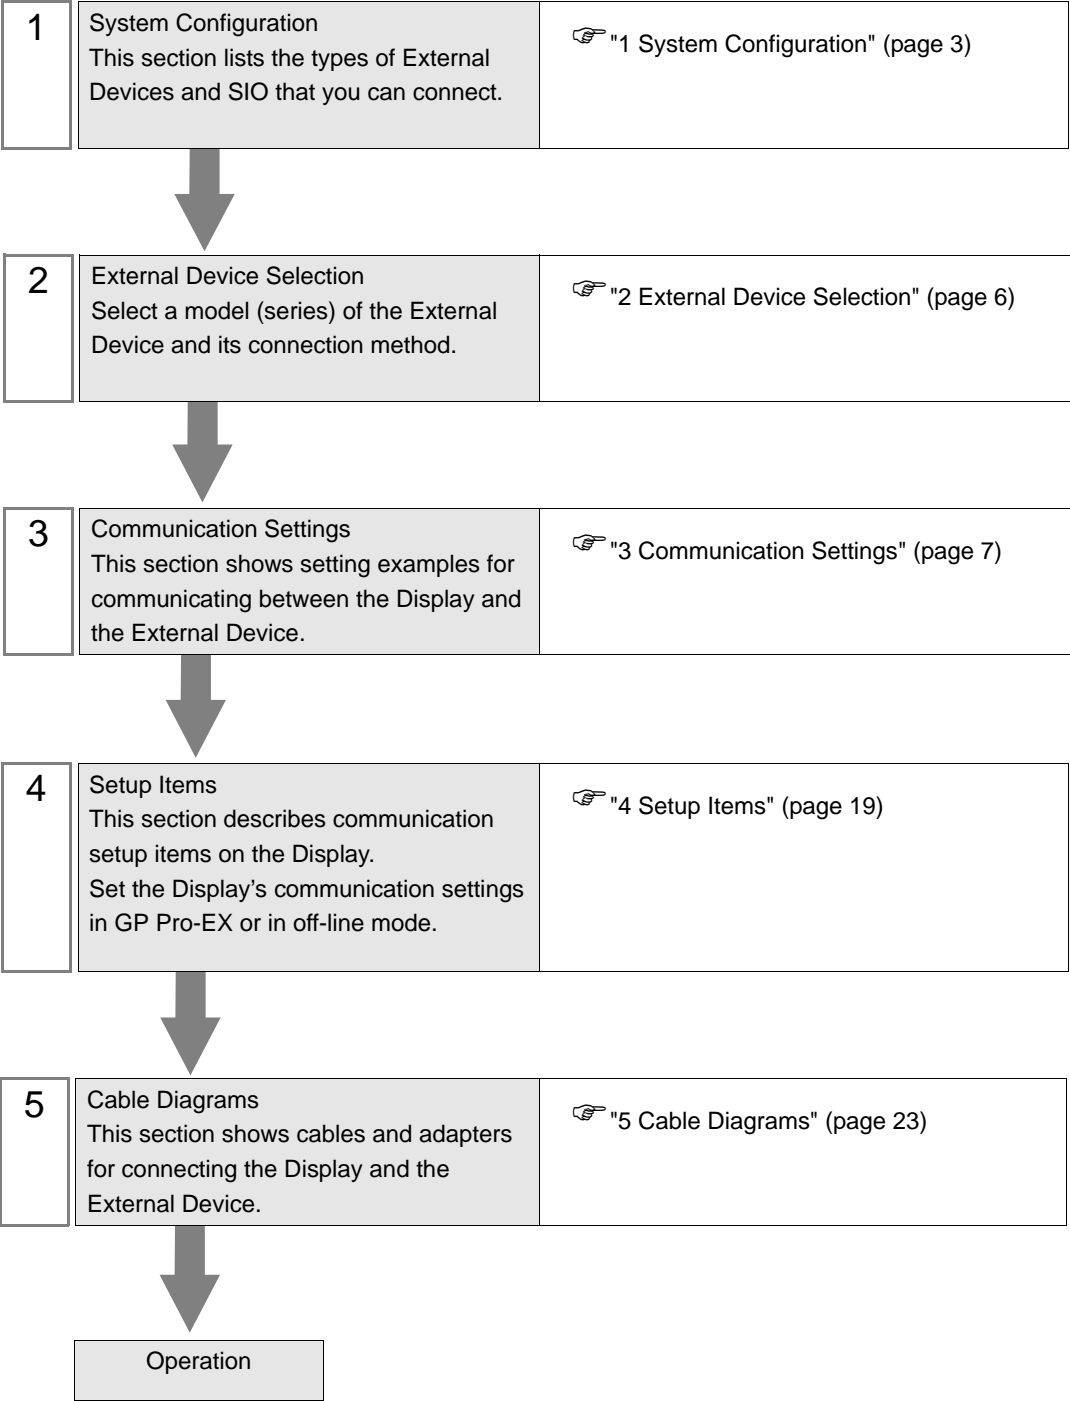 1
System Configuration
This section lists the types of External
Devices and SIO that you can connect.
"1 System Configuration" (page 3)
2
External Device Selection
Select a model (series) of the External
Device and its connection method.
"2 External Device Selection" (page 6)
3
Communication Settings
This section shows setting examples for
communicating between the Display and
the External Device.
"3 Communication Settings" (page 7)
4
Setup Items
This section describes communication
setup items on the Display.
Set the Display’s communication settings
in GP Pro-EX or in off-line mode.
"4 Setup Items" (page 19)
5
Cable Diagrams
This section shows cables and adapters
for connecting the Display and the
External Device.
"5 Cable Diagrams" (page 23)
Operation